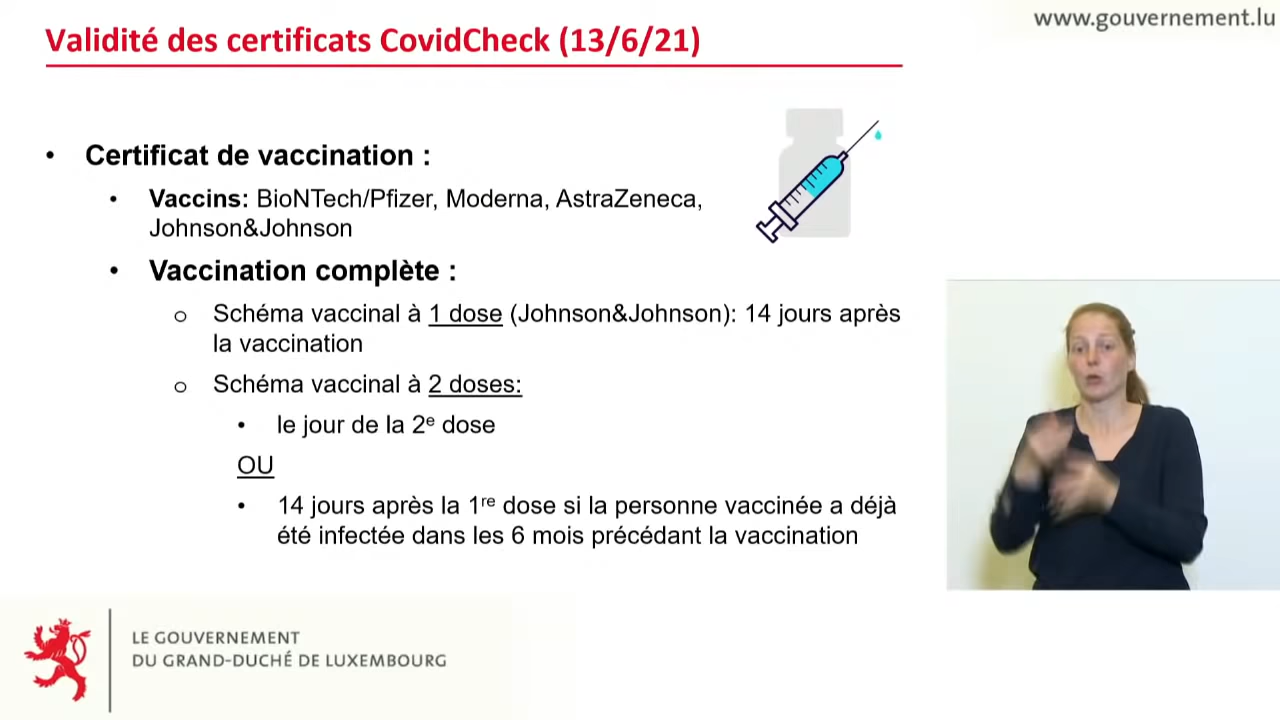 www.gouvernement.lu
Validité des certificats CovidCheck (13/6/21)
• Certificat de vaccination :
• Vaccins: BioNTech/Pfizer, Moderna, AstraZeneca,
Johnson&Johnson
• Vaccination complète :
o Schéma vaccinal à 1 dose (Johnson&Johnson): 14 jours après
la vaccination
o Schéma vaccinal à 2 doses:
• le jour de la 2e dose
OU
• 14 jours après la 1re dose si la personne vaccinée a déjà
été infectée dans les 6 mois précédant la vaccination
LE GOUVERNEMENT
DU GRAND-DUCHÉ DE LUXEMBOURG